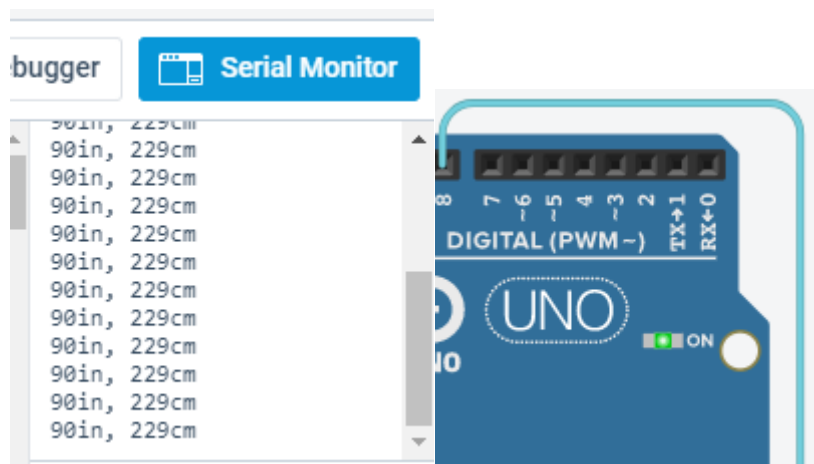 bugger
Serial Monitor
90in, 229cm
90in, 229cm
90in, 229cm
90in, 229cm
90in, 229cm
90in, 229cm
90in, 229cm
90in, 229cm
90in, 229cm
90in, 229cm
90in, 229cm
90in, 229cm
8
7
~6
~5
4
~3
2
TX→1
RX←0
DIGITAL (PWM~)
UNO
ON
NO